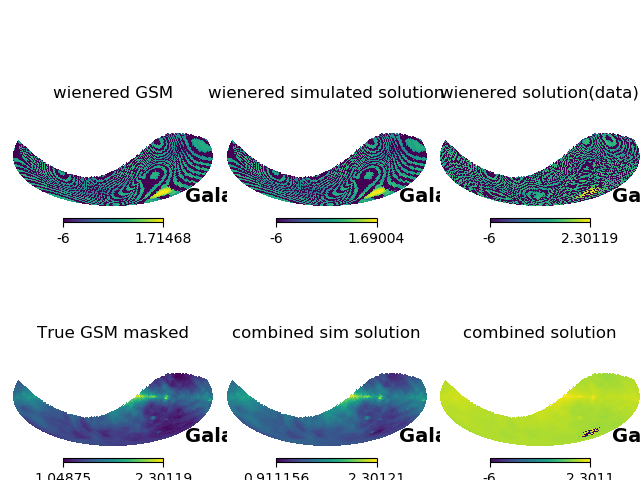 wienered GSM wienered simulated solution wienered solution(data)
Gala Gala Ga
-6 1.71468 -6 1.69004 -6 2.30119
True GSM masked combined sim solution combined solution
Gala Gala Ga
1.04875 2.30119 0.911156 2.30121 -6 2.3011